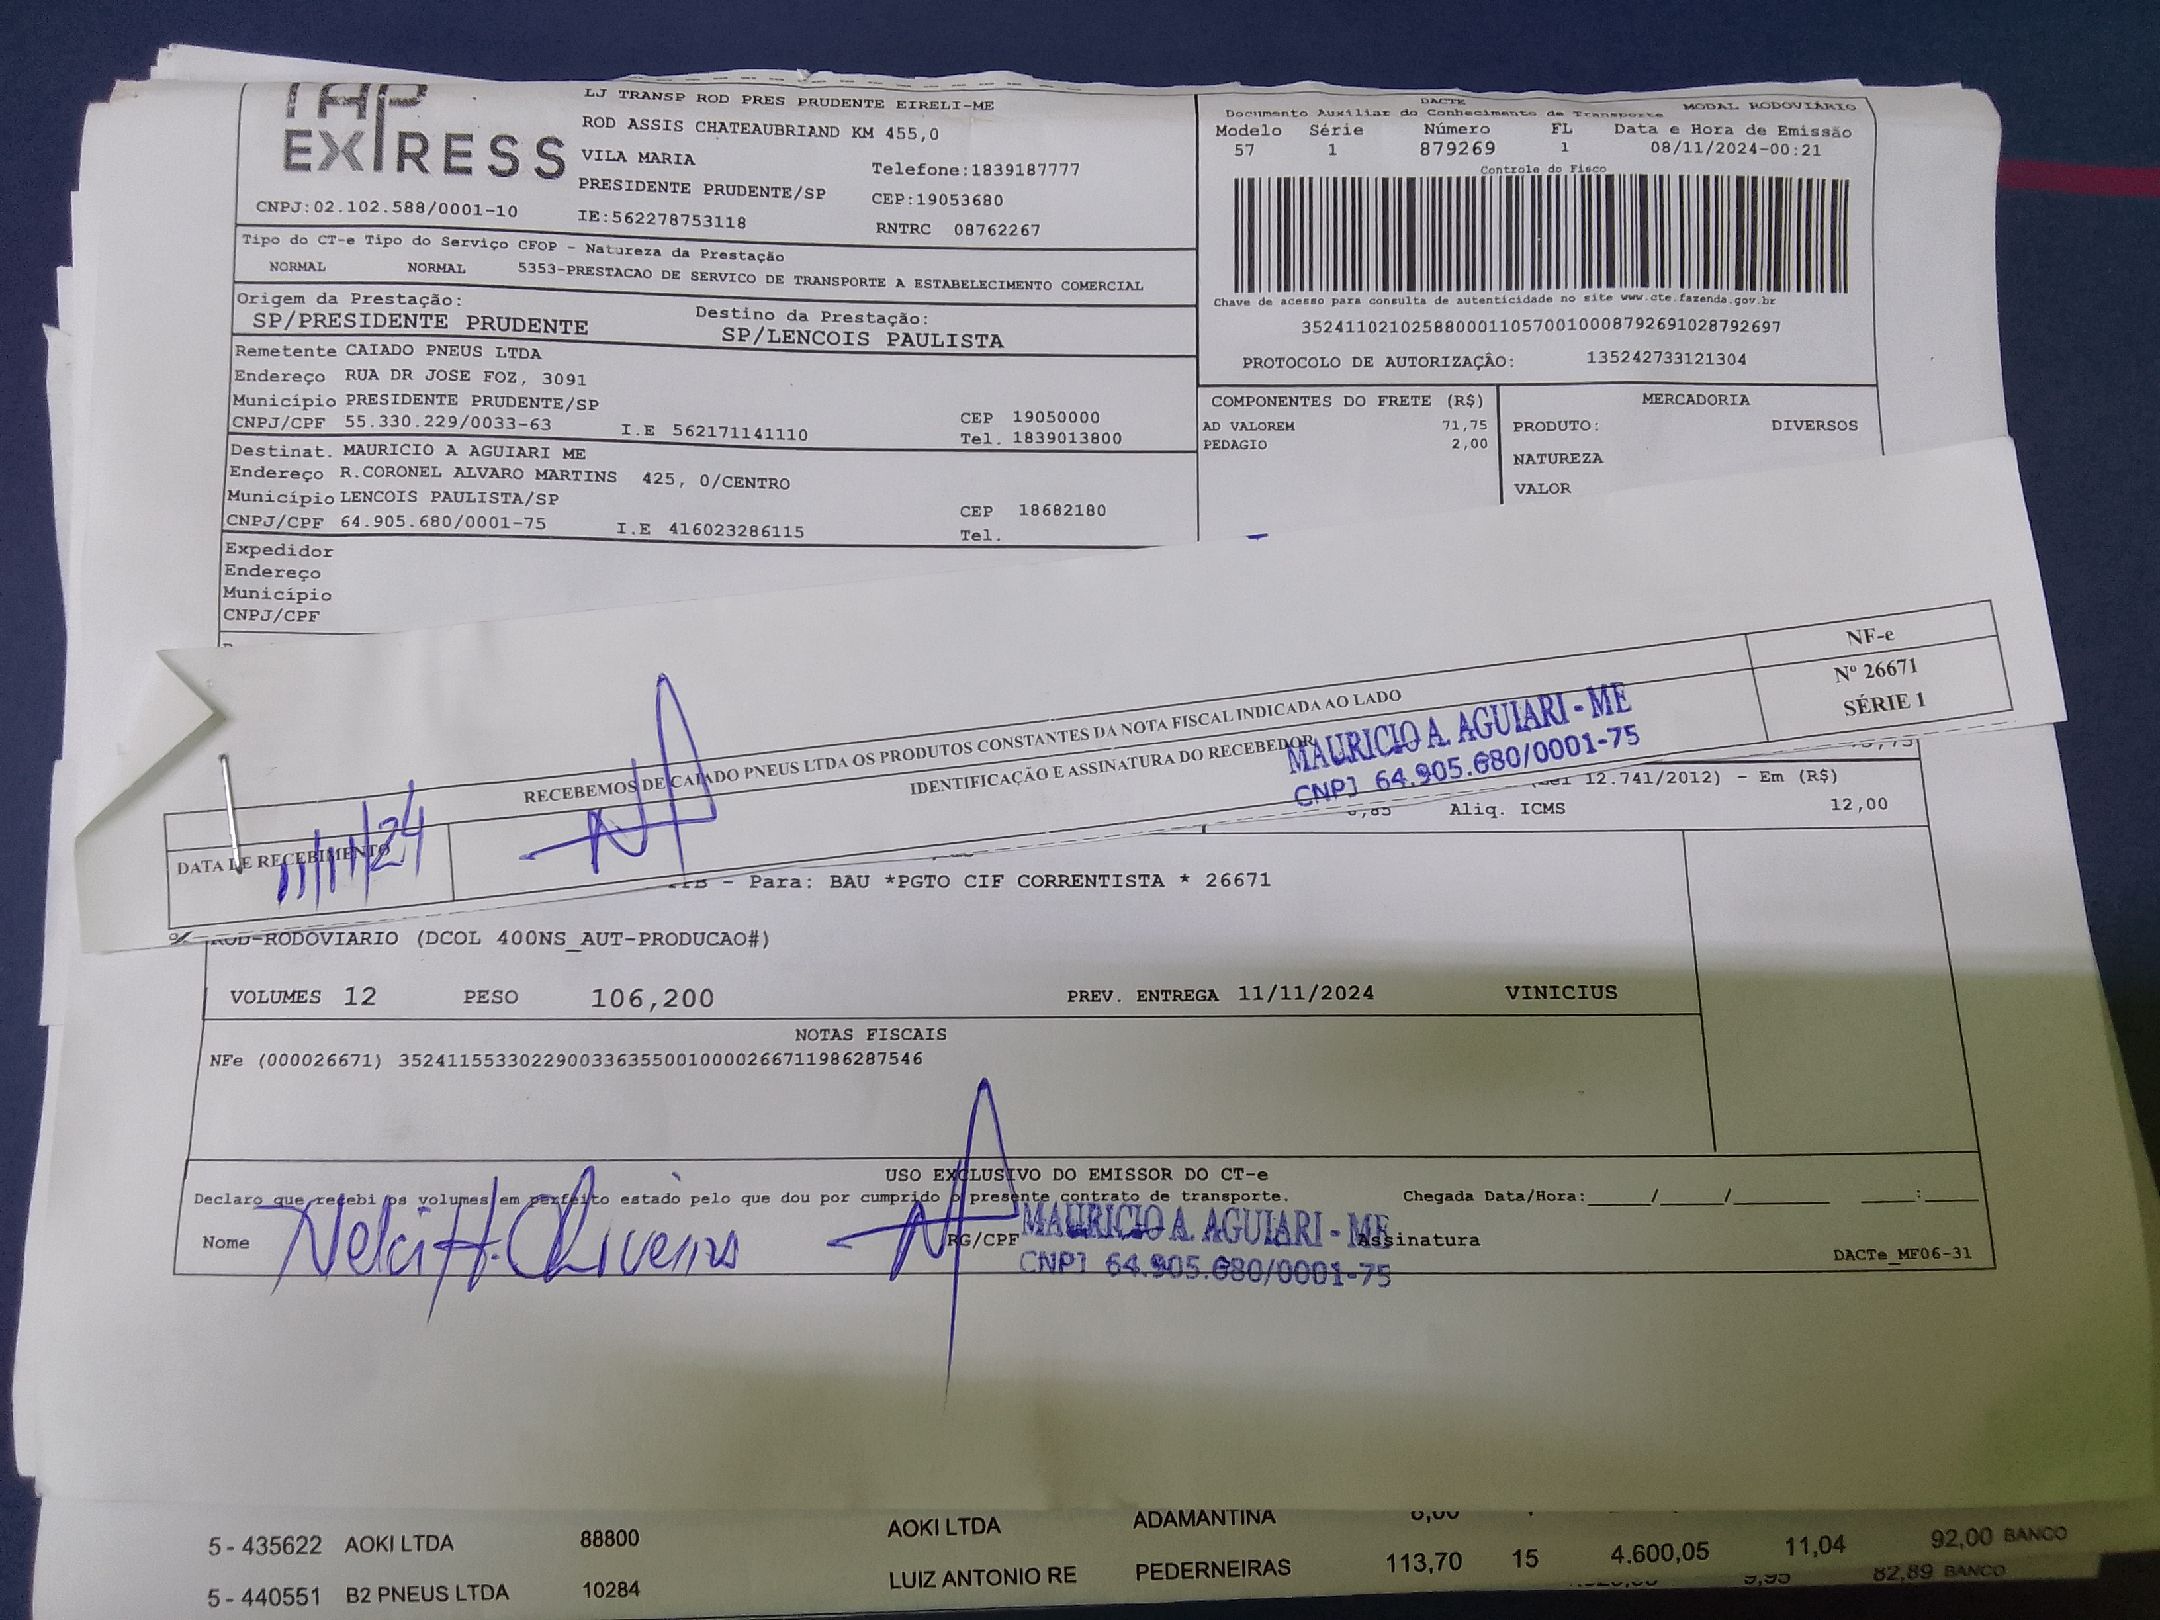 TAP
EXPRESS
CNPJ:02.102.588/0001-10
LJ TRANSP ROD PRES PRUDENTE EIRELI-ME
ROD ASSIS CHATEAUBRIAND KM 455,0
VILA MARIA
Telefone:1839187777
PRESIDENTE PRUDENTE/SP
CEP:19053680
IE:562278753118
RNTRC 08762267
DACTE
Documento Auxiliar do Conhecimento de Transporte
MODAL RODOVIÁRIO
Modelo Série Número FL Data e Hora de Emissão
57 1 879269 1 08/11/2024-00:21
Controle do Fisco
Chave de acesso para consulta de autenticidade no site www.cte.fazenda.gov.br
35241102102588000110570010008792691028792697
PROTOCOLO DE AUTORIZAÇÂO: 135242733121304
Tipo do CT-e Tipo do Serviço CFOP - Natureza da Prestação
NORMAL NORMAL 5353-PRESTACAO DE SERVICO DE TRANSPORTE A ESTABELECIMENTO COMERCIAL
Origem da Prestação:
SP/PRESIDENTE PRUDENTE
Destino da Prestação:
SP/LENCOIS PAULISTA
Remetente CAIADO PNEUS LTDA
Endereço RUA DR JOSE FOZ, 3091
Município PRESIDENTE PRUDENTE/SP
CEP 19050000
CNPJ/CPF 55.330.229/0033-63 I.E 562171141110
Tel. 1839013800
Destinat. MAURICIO A AGUIARI ME
Endereço R.CORONEL ALVARO MARTINS 425, 0/CENTRO
Município LENCOIS PAULISTA/SP
CEP 18682180
CNPJ/CPF 64.905.680/0001-75 I.E 416023286115
Tel.
Expedidor
Endereço
Município
CNPJ/CPF
COMPONENTES DO FRETE (R$)
AD VALOREM 71,75
PEDAGIO 2,00
MERCADORIA
PRODUTO: DIVERSOS
NATUREZA
VALOR
RECEBEMOS DE CAIADO PNEUS LTDA OS PRODUTOS CONSTANTES DA NOTA FISCAL INDICADA AO LADO
DATA DE RECEBIMENTO
11/11/24
IDENTIFICAÇÃO E ASSINATURA DO RECEBEDOR
MAURICIO A. AGUIARI - ME
CNPJ 64.905.680/0001-75
NF-e
Nº 26671
SÉRIE 1
12.741/2012) - Em (R$)
Aliq. ICMS 12,00
- Para: BAU *PGTO CIF CORRENTISTA * 26671
ROD-RODOVIARIO (DCOL 400NS_AUT-PRODUCAO#)
VOLUMES 12 PESO 106,200 PREV. ENTREGA 11/11/2024 VINICIUS
NOTAS FISCAIS
NFe (000026671) 35241155330229003363550010000266711986287546
USO EXCLUSIVO DO EMISSOR DO CT-e
Declaro que recebi os volumes em perfeito estado pelo que dou por cumprido o presente contrato de transporte. Chegada Data/Hora:_____/_____/________ ____:____
Nome Nelci H. Oliveira RG/CPF Assinatura
MAURICIO A. AGUIARI - ME
CNPJ 64.905.680/0001-75
DACTe_MF06-31
5 - 435622 AOKI LTDA 88800 AOKI LTDA ADAMANTINA
5 - 440551 B2 PNEUS LTDA 10284 LUIZ ANTONIO RE PEDERNEIRAS 113,70 15 4.600,05 11,04 92,00 BANCO
82,89 BANCO